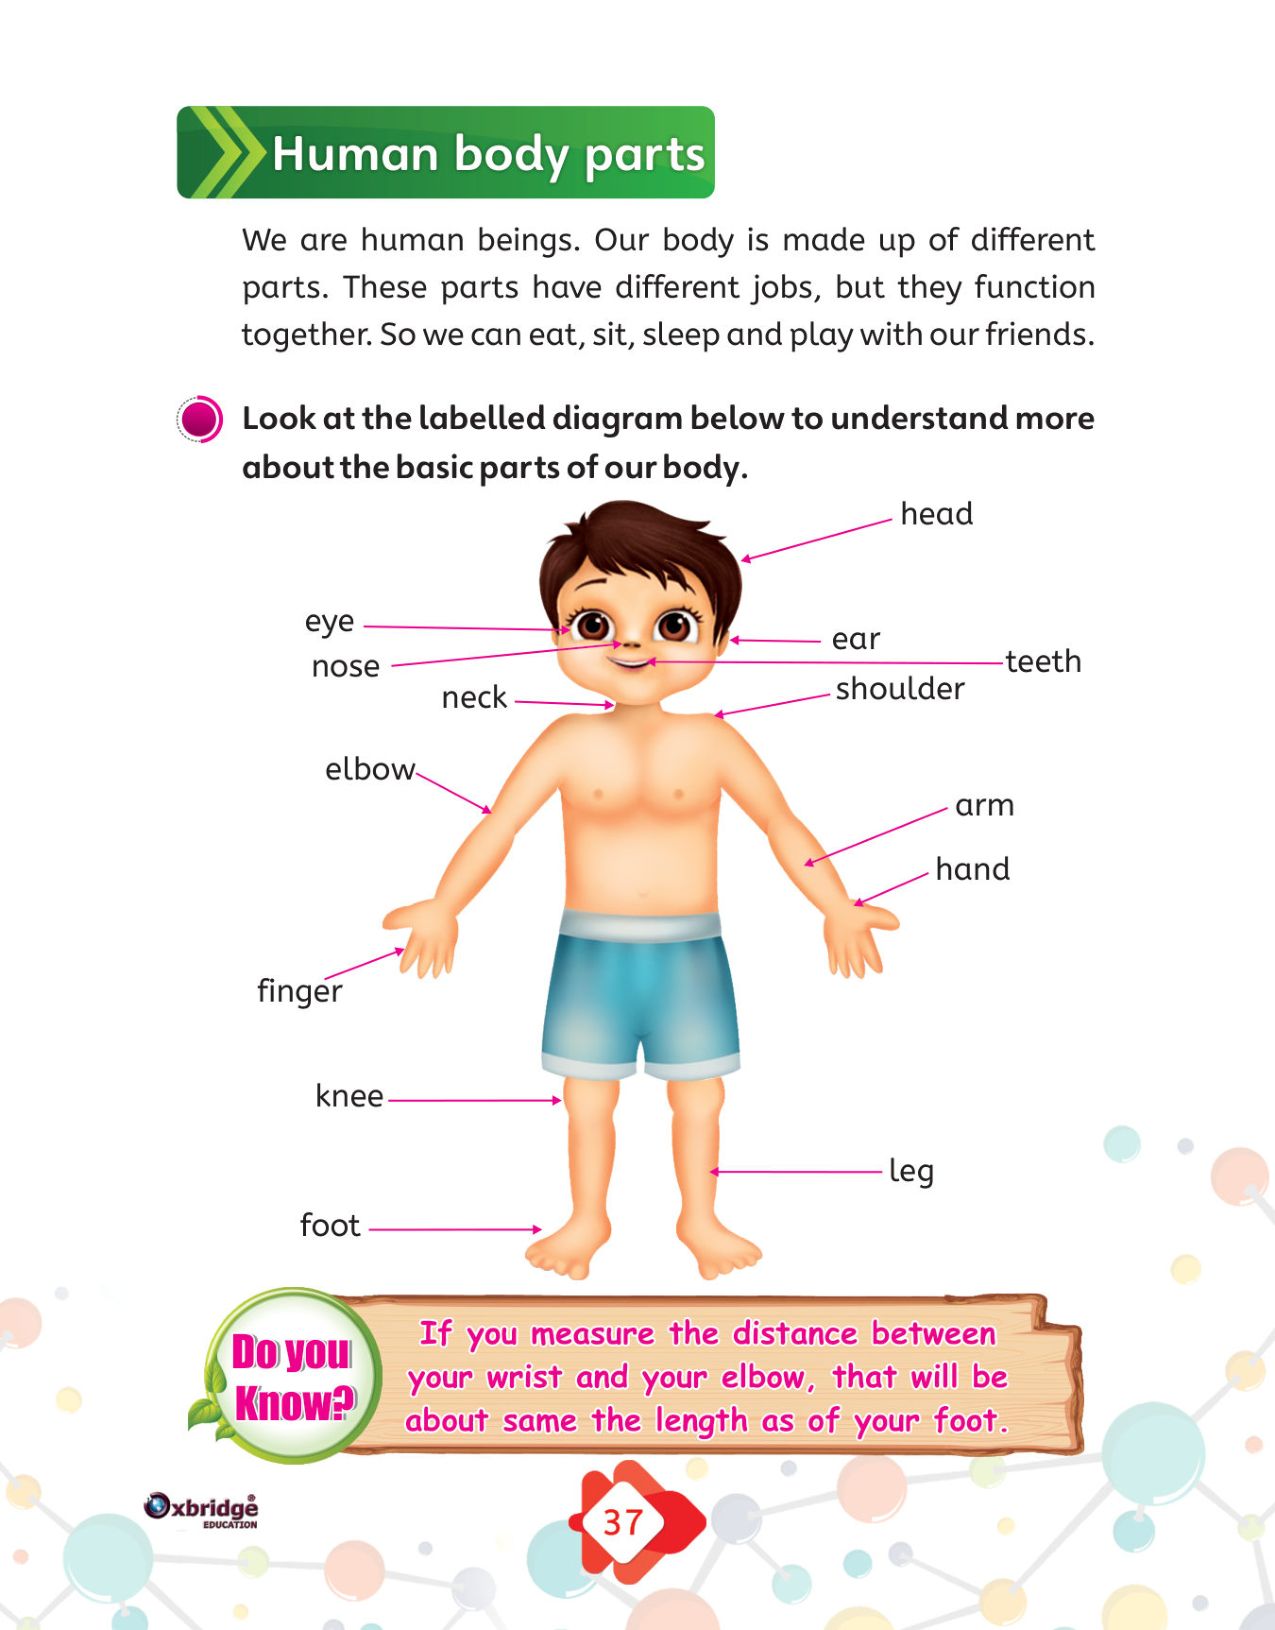 Human body parts
We are human beings. Our body is made up of different
parts. These parts have different jobs, but they function
together. So we can eat, sit, sleep and play with our friends.
Look at the labelled diagram below to understand more
about the basic parts of our body.
head
eye
ear
nose
teeth
neck
shoulder
elbow
arm
hand
finger
knee
leg
foot
Do you
Know?
If you measure the distance between
your wrist and your elbow, that will be
about same the length as of your foot.
Oxbridge®
EDUCATION
37